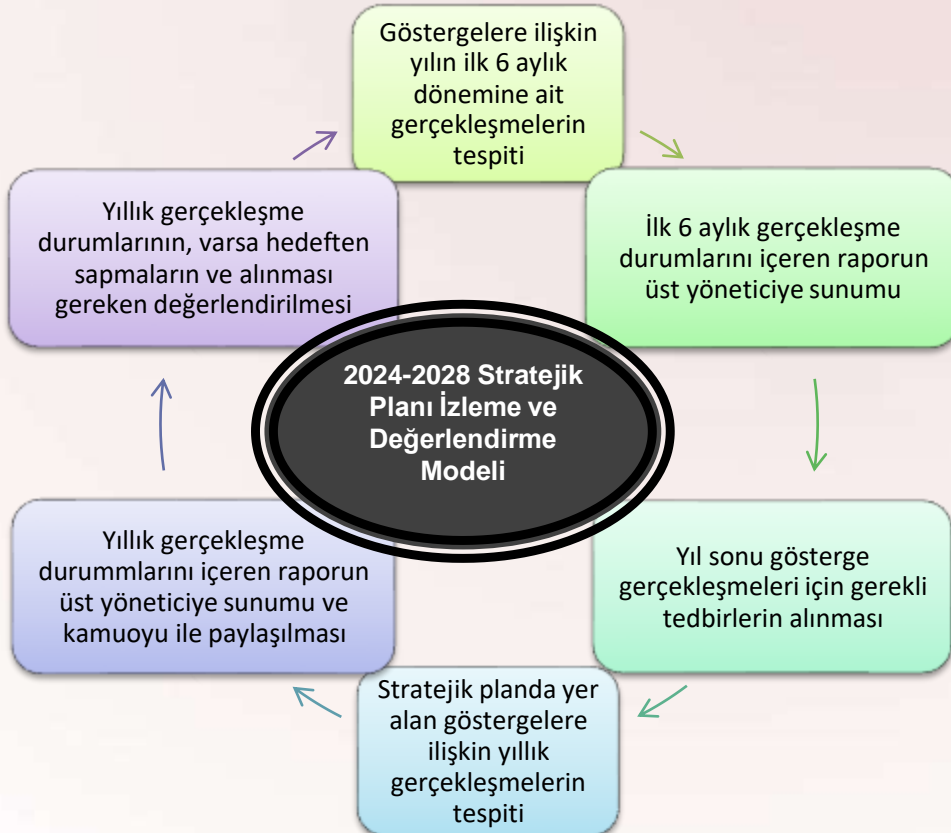 Göstergelere ilişkin
yılın ilk 6 aylık
dönemine ait
gerçekleşmelerin
tespiti
İlk 6 aylık gerçekleşme
durumlarını içeren raporun
üst yöneticiye sunumu
Yıl sonu gösterge
gerçekleşmeleri için gerekli
tedbirlerin alınması
Stratejik planda yer
alan göstergelere
ilişkin yıllık
gerçekleşmelerin
tespiti
Yıllık gerçekleşme
durummlarını içeren raporun
üst yöneticiye sunumu ve
kamuoyu ile paylaşılması
Yıllık gerçekleşme
durumlarının, varsa hedeften
sapmaların ve alınması
gereken değerlendirilmesi
2024-2028 Stratejik
Planı İzleme ve
Değerlendirme
Modeli